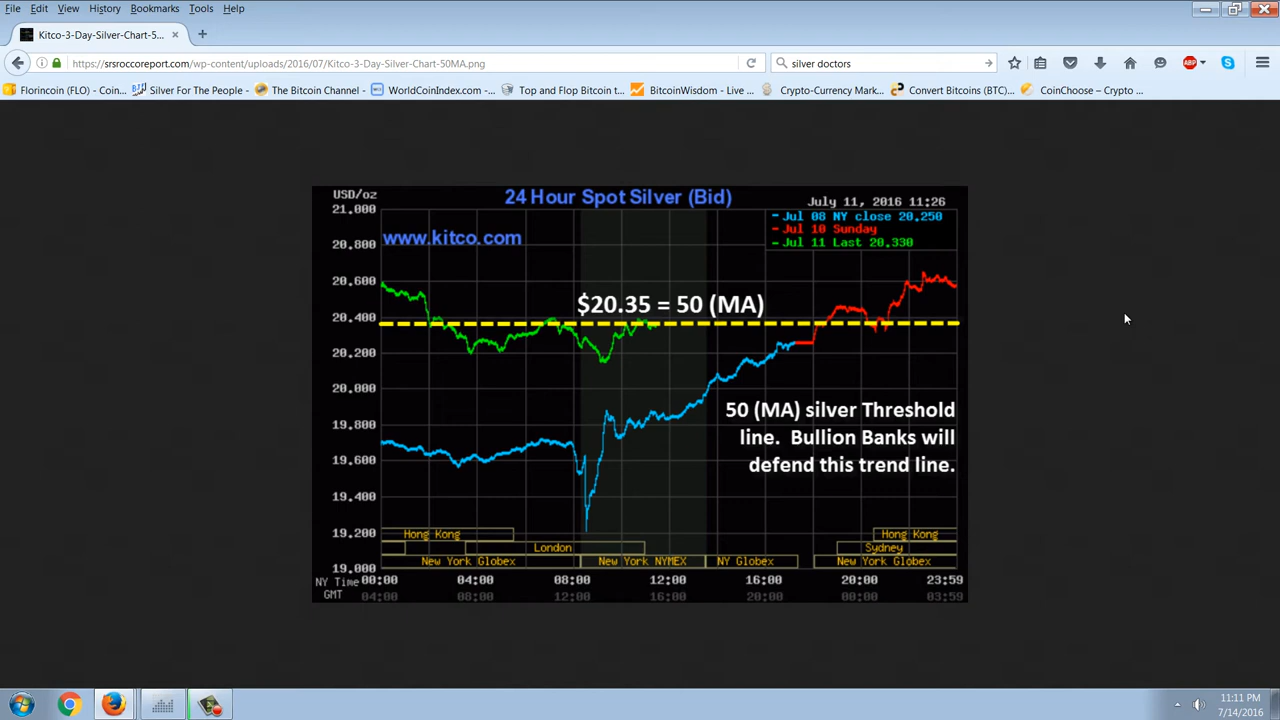 File Edit View History Bookmarks Tools Help
Kitco-3-Day-Silver-Chart-5... × +
https://srsroccoreport.com/wp-content/uploads/2016/07/Kitco-3-Day-Silver-Chart-50MA.png silver doctors
Florincoin (FLO) - Coin... Silver For The People - ... The Bitcoin Channel - ... WorldCoinIndex.com -... Top and Flop Bitcoin t... BitcoinWisdom - Live ... Crypto-Currency Mark... Convert Bitcoins (BTC)... CoinChoose – Crypto ...
USD/oz 24 Hour Spot Silver (Bid) July 11, 2016 11:26
21.000
Jul 08 NY close 20.250
Jul 10 Sunday
Jul 11 Last 20.330
www.kitco.com
20.800
20.600
$20.35 = 50 (MA)
20.400
20.200
20.000
50 (MA) silver Threshold
19.800
line. Bullion Banks will
19.600
defend this trend line.
19.400
19.200
Hong Kong Hong Kong
London Sydney
New York Globex New York NYMEX NY Globex New York Globex
19.000
NY Time 00:00 04:00 08:00 12:00 16:00 20:00 23:59
GMT 04:00 08:00 12:00 16:00 20:00 00:00 03:59
11:11 PM
7/14/2016